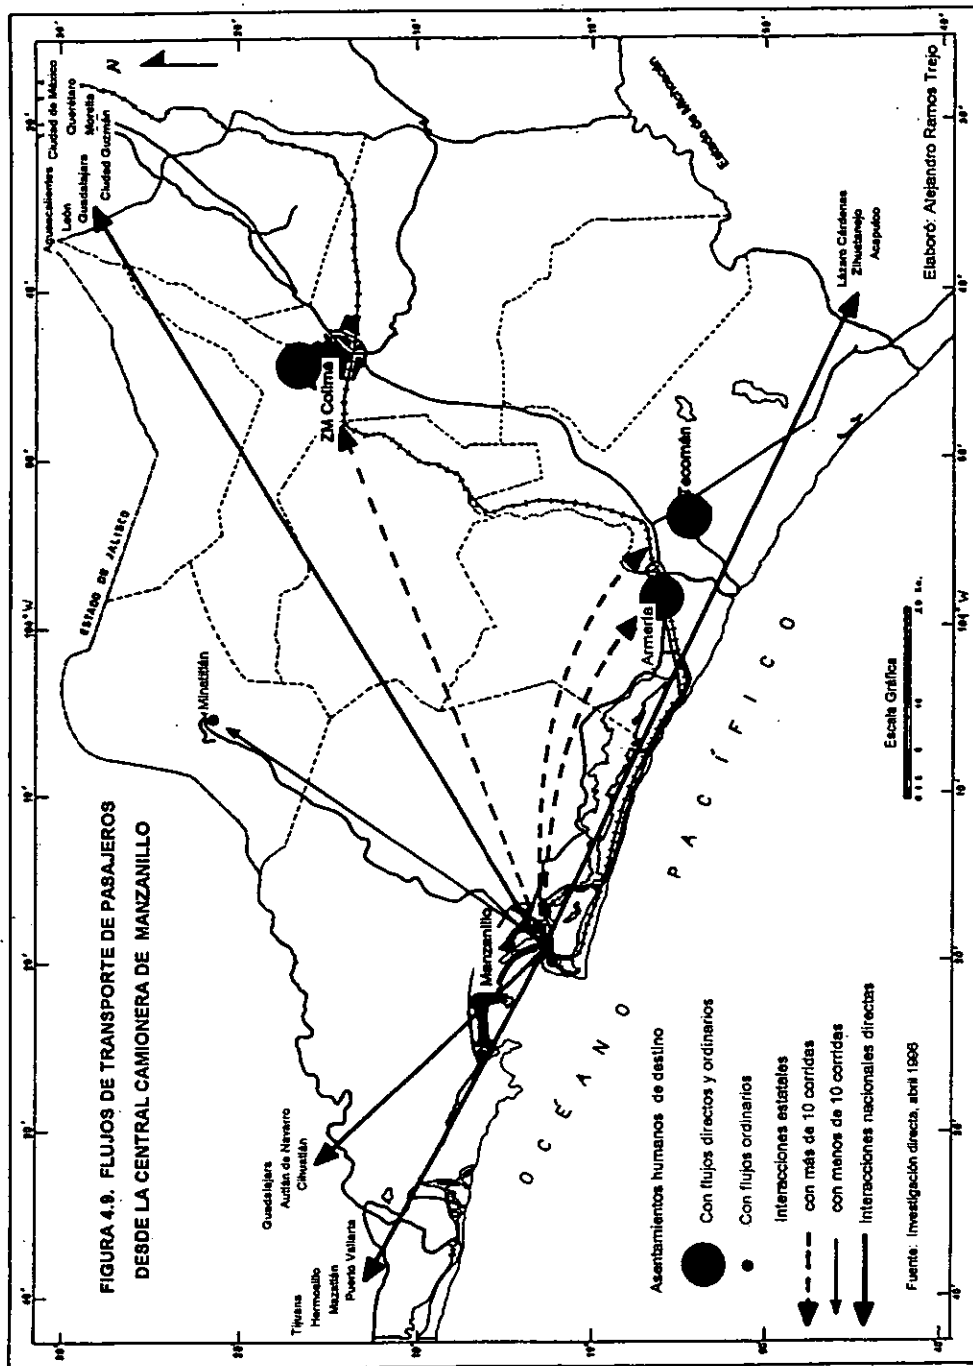 FIGURA 4.9. FLUJOS DE TRANSPORTE DE PASAJEROS
DESDE LA CENTRAL CAMIONERA DE MANZANILLO
N
Aguascalientes Ciudad de México
León Querétaro
Guadalajara Morelia
Ciudad Guzmán
ESTADO DE JALISCO
Minatitlán
ZM Colima
Estado de Michoacán
Tecomán
Armería
Manzanillo
Guadalajara
Autlán de Navarro
Cihuatlán
Tijuana
Hermosillo
Mazatlán
Puerto Vallarta
Lázaro Cárdenas
Zihuatanejo
Acapulco
OCÉANO PACÍFICO
Asentamientos humanos de destino
Con flujos directos y ordinarios
Con flujos ordinarios
Interacciones estatales
con más de 10 corridas
con menos de 10 corridas
Interacciones nacionales directas
Fuente: Investigación directa, abril 1996
Escala Gráfica
104° W
104° W
Elaboró: Alejandro Ramos Trejo